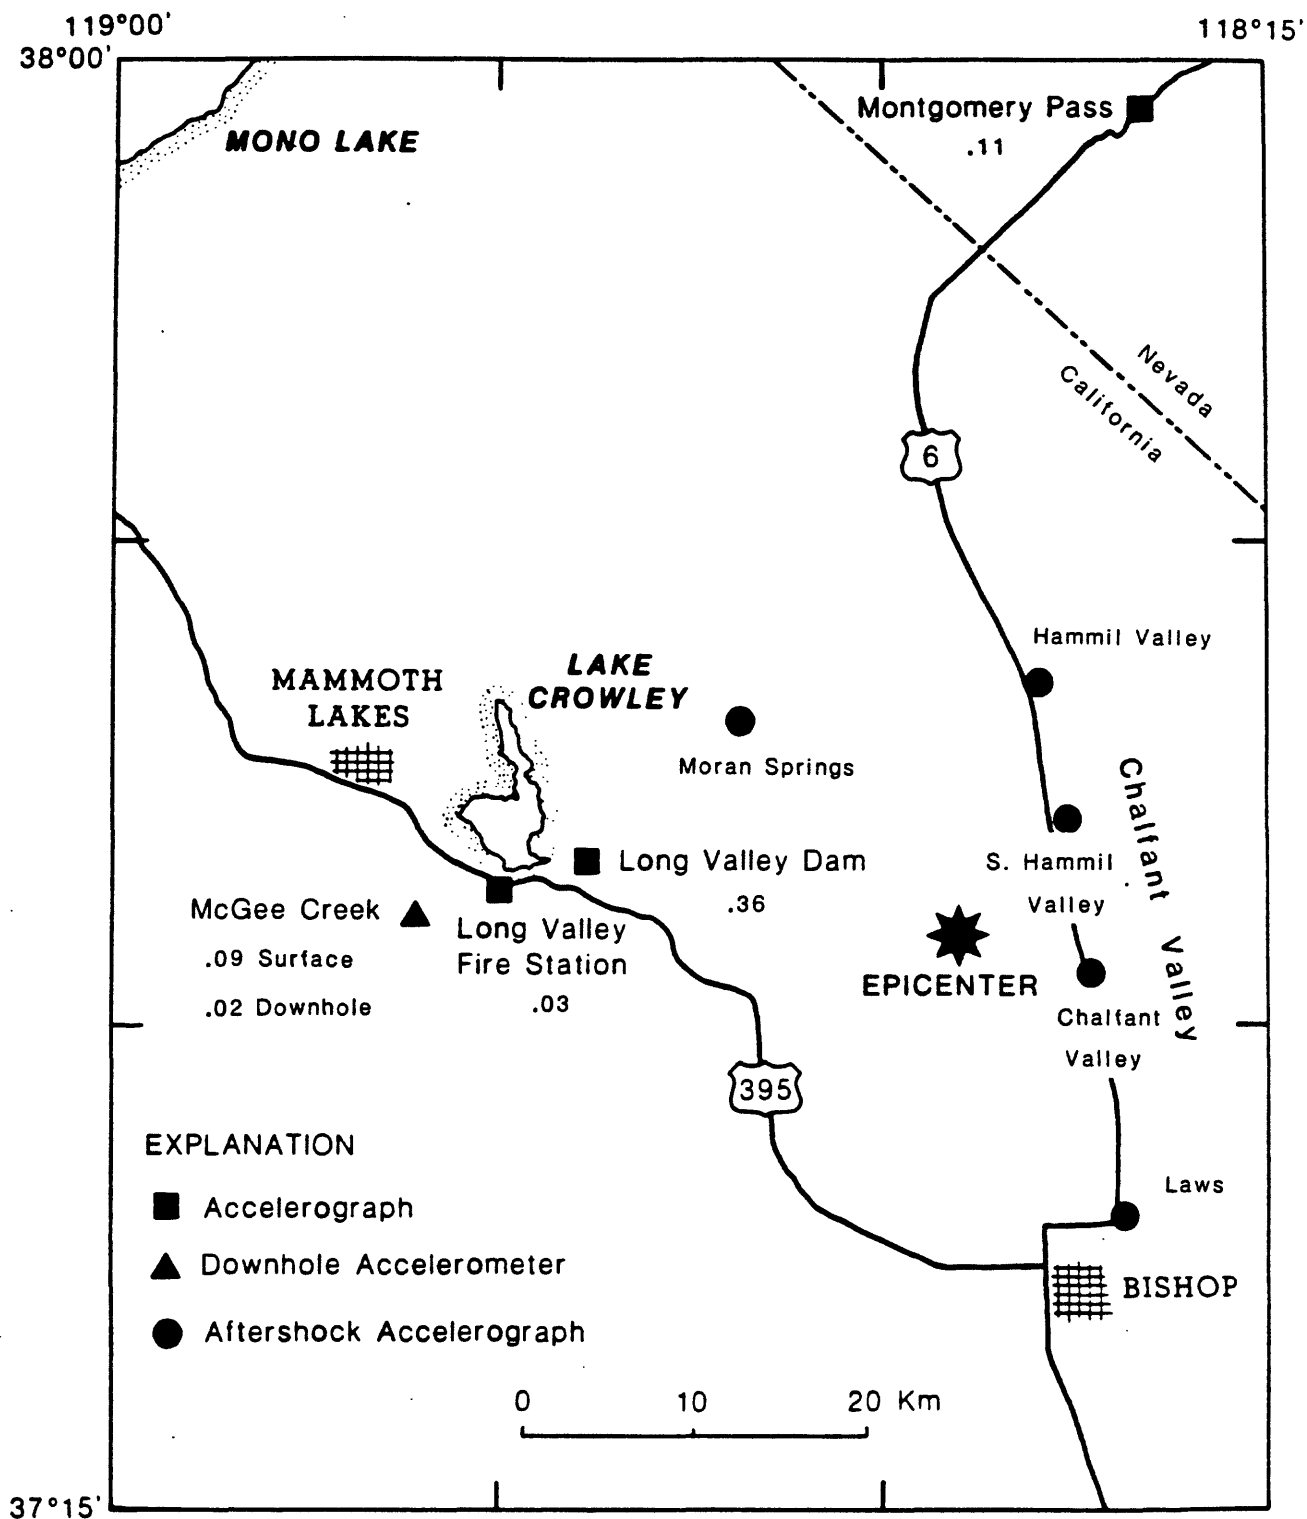 119°00'
118°15'
38°00'
Montgomery Pass
.11
MONO LAKE
Nevada
California
6
Hammil Valley
LAKE
CROWLEY
MAMMOTH
LAKES
Moran Springs
Chalfant Valley
S. Hammil
Valley
Long Valley Dam
.36
McGee Creek
.09 Surface
.02 Downhole
Long Valley
Fire Station
.03
EPICENTER
Chalfant
Valley
395
EXPLANATION
Accelerograph
Downhole Accelerometer
Aftershock Accelerograph
Laws
BISHOP
0 10 20 Km
37°15'